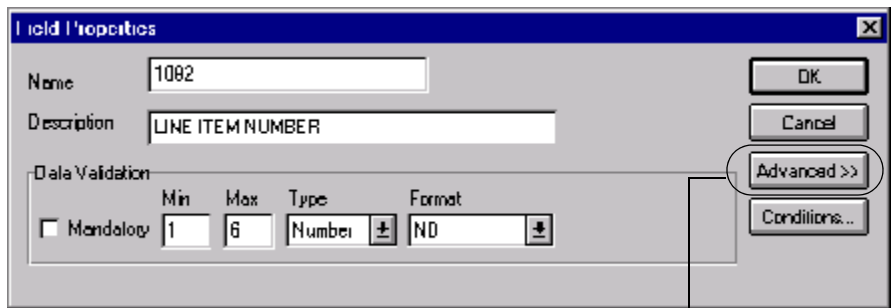 Field Properties
Name 1082 OK
Description LINE ITEM NUMBER Cancel
Data Validation Advanced >>
Min Max Type Format
Mandatory 1 6 Number N0 Conditions...